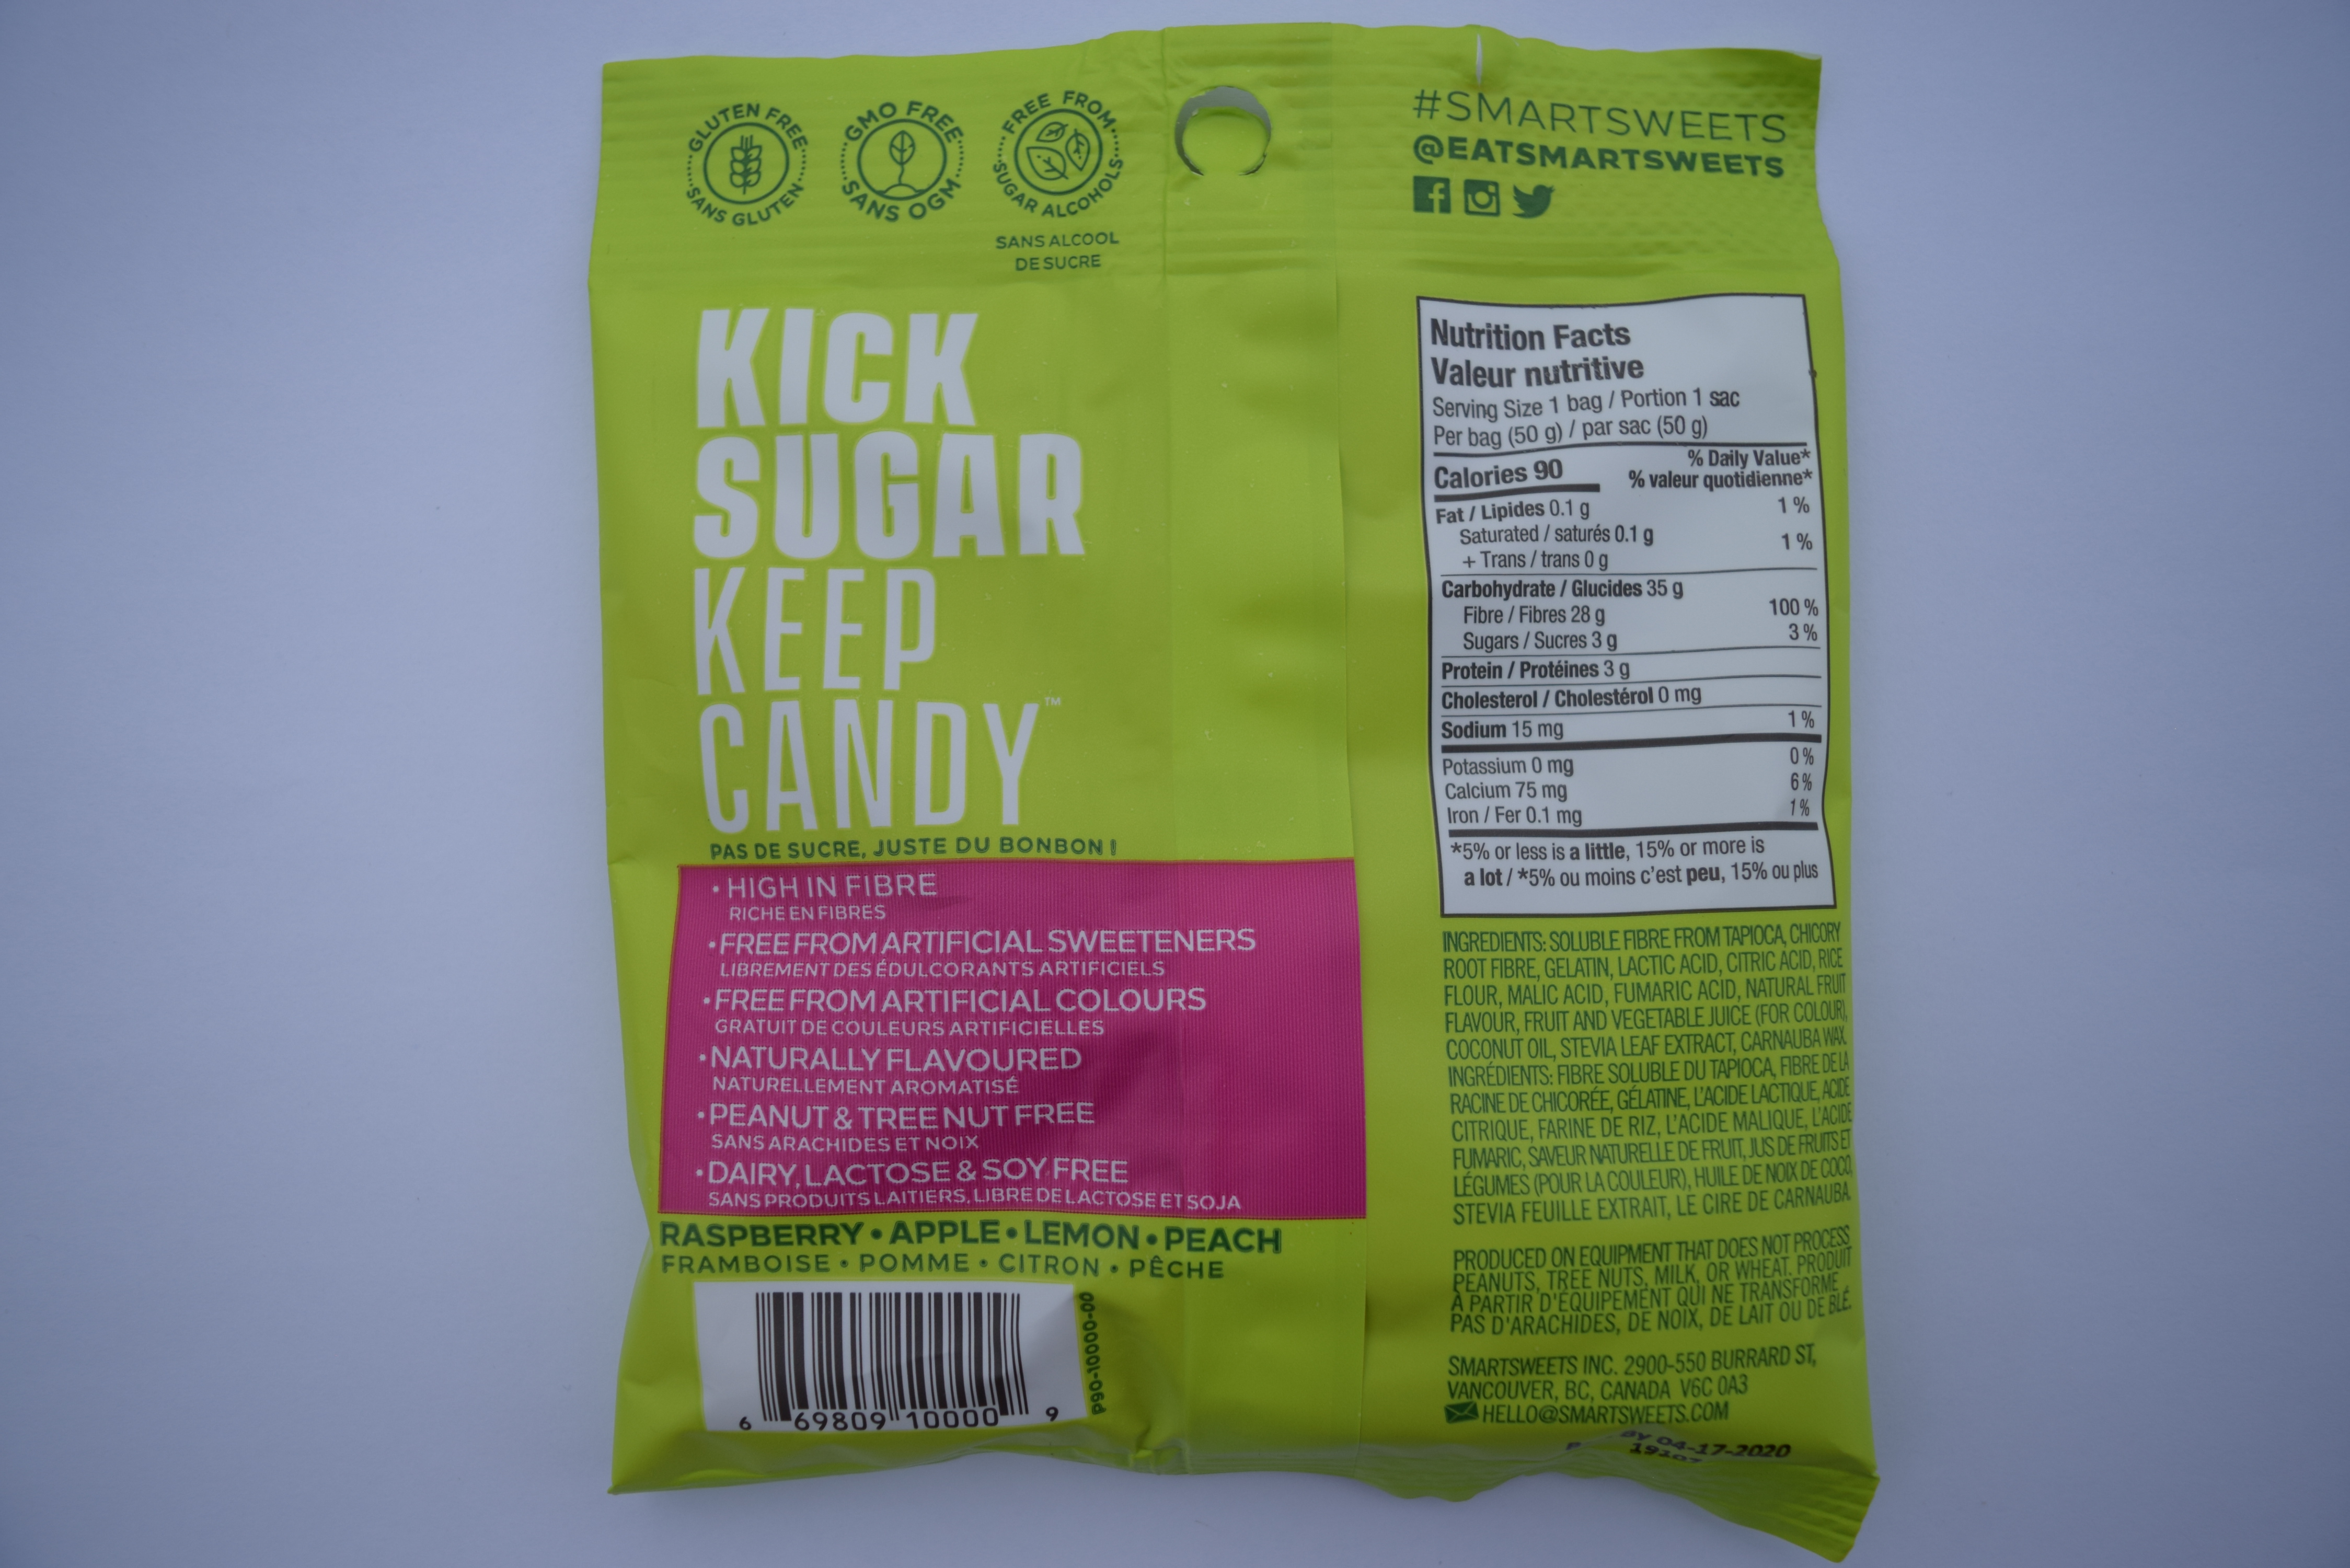 GLUTEN FREE
SANS GLUTEN
GMO FREE
SANS OGM
FREE FROM
SUGAR ALCOHOLS
SANS ALCOOL
DE SUCRE
KICK
SUGAR
KEEP
CANDY™
PAS DE SUCRE, JUSTE DU BONBON !
• HIGH IN FIBRE
RICHE EN FIBRES
• FREE FROM ARTIFICIAL SWEETENERS
LIBREMENT DES ÉDULCORANTS ARTIFICIELS
• FREE FROM ARTIFICIAL COLOURS
GRATUIT DE COULEURS ARTIFICIELLES
• NATURALLY FLAVOURED
NATURELLEMENT AROMATISÉ
• PEANUT & TREE NUT FREE
SANS ARACHIDES ET NOIX
• DAIRY, LACTOSE & SOY FREE
SANS PRODUITS LAITIERS, LIBRE DE LACTOSE ET SOJA
RASPBERRY • APPLE • LEMON • PEACH
FRAMBOISE • POMME • CITRON • PÊCHE
6 69809 10000 9
P90-10000-00
#SMARTSWEETS
@EATSMARTSWEETS
Nutrition Facts
Valeur nutritive
Serving Size 1 bag / Portion 1 sac
Per bag (50 g) / par sac (50 g)
% Daily Value*
Calories 90 % valeur quotidienne*
Fat / Lipides 0.1 g 1 %
Saturated / saturés 0.1 g
+ Trans / trans 0 g 1 %
Carbohydrate / Glucides 35 g
Fibre / Fibres 28 g 100 %
Sugars / Sucres 3 g 3 %
Protein / Protéines 3 g
Cholesterol / Cholestérol 0 mg
Sodium 15 mg 1 %
Potassium 0 mg 0 %
Calcium 75 mg 6 %
Iron / Fer 0.1 mg 1 %
*5% or less is a little, 15% or more is
a lot / *5% ou moins c'est peu, 15% ou plus
INGREDIENTS: SOLUBLE FIBRE FROM TAPIOCA, CHICORY
ROOT FIBRE, GELATIN, LACTIC ACID, CITRIC ACID, RICE
FLOUR, MALIC ACID, FUMARIC ACID, NATURAL FRUIT
FLAVOUR, FRUIT AND VEGETABLE JUICE (FOR COLOUR),
COCONUT OIL, STEVIA LEAF EXTRACT, CARNAUBA WAX.
INGRÉDIENTS: FIBRE SOLUBLE DU TAPIOCA, FIBRE DE LA
RACINE DE CHICORÉE, GÉLATINE, L'ACIDE LACTIQUE, ACIDE
CITRIQUE, FARINE DE RIZ, L'ACIDE MALIQUE, L'ACIDE
FUMARIC, SAVEUR NATURELLE DE FRUIT, JUS DE FRUITS ET
LÉGUMES (POUR LA COULEUR), HUILE DE NOIX DE COCO,
STEVIA FEUILLE EXTRAIT, LE CIRE DE CARNAUBA.
PRODUCED ON EQUIPMENT THAT DOES NOT PROCESS
PEANUTS, TREE NUTS, MILK, OR WHEAT. PRODUIT
À PARTIR D'ÉQUIPEMENT QUI NE TRANSFORME
PAS D'ARACHIDES, DE NOIX, DE LAIT OU DE BLÉ.
SMARTSWEETS INC. 2900-550 BURRARD ST,
VANCOUVER, BC, CANADA V6C 0A3
HELLO@SMARTSWEETS.COM
BY 04-17-2020